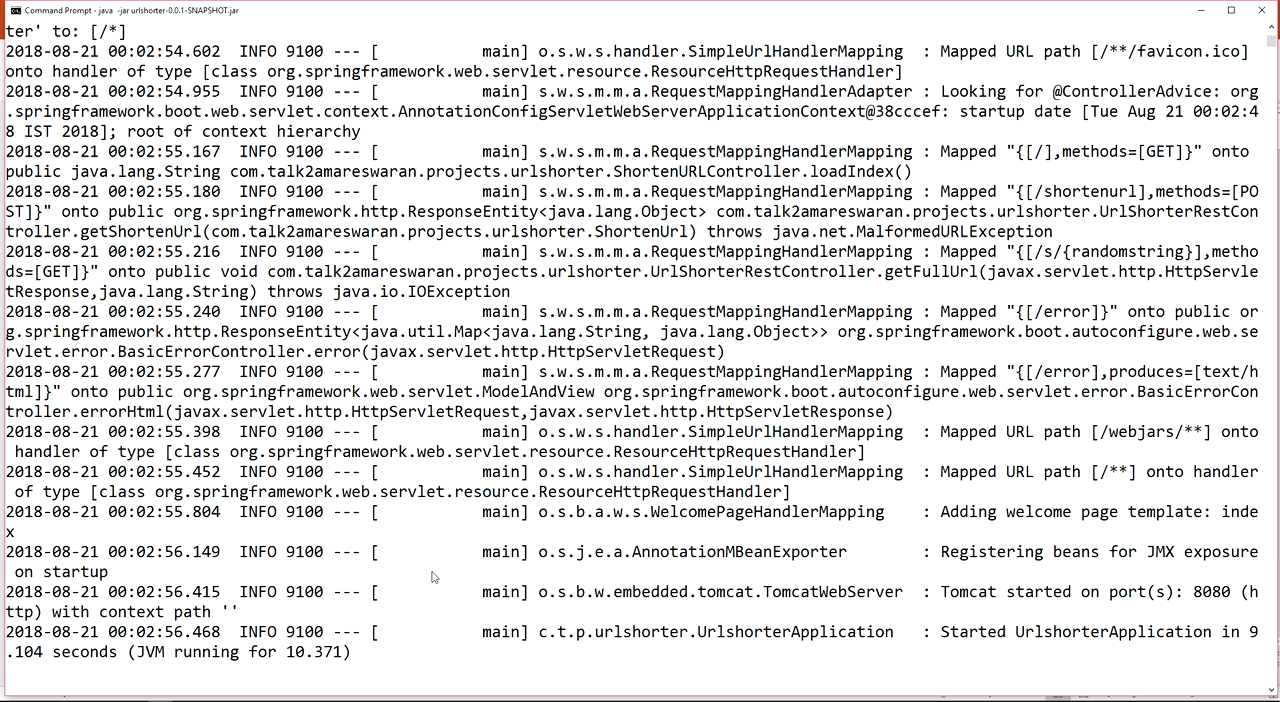 Command Prompt - java -jar urlshorter-0.0.1-SNAPSHOT.jar
ter' to: [/*]
2018-08-21 00:02:54.602  INFO 9100 --- [           main] o.s.w.s.handler.SimpleUrlHandlerMapping  : Mapped URL path [/**/favicon.ico]
onto handler of type [class org.springframework.web.servlet.resource.ResourceHttpRequestHandler]
2018-08-21 00:02:54.955  INFO 9100 --- [           main] s.w.s.m.m.a.RequestMappingHandlerAdapter : Looking for @ControllerAdvice: org
.springframework.boot.web.servlet.context.AnnotationConfigServletWebServerApplicationContext@38cccef: startup date [Tue Aug 21 00:02:4
8 IST 2018]; root of context hierarchy
2018-08-21 00:02:55.167  INFO 9100 --- [           main] s.w.s.m.m.a.RequestMappingHandlerMapping : Mapped "{[/],methods=[GET]}" onto
public java.lang.String com.talk2amareswaran.projects.urlshorter.ShortenURLController.loadIndex()
2018-08-21 00:02:55.180  INFO 9100 --- [           main] s.w.s.m.m.a.RequestMappingHandlerMapping : Mapped "{[/shortenurl],methods=[PO
ST]}" onto public org.springframework.http.ResponseEntity<java.lang.Object> com.talk2amareswaran.projects.urlshorter.UrlShorterRestCon
troller.getShortenUrl(com.talk2amareswaran.projects.urlshorter.ShortenUrl) throws java.net.MalformedURLException
2018-08-21 00:02:55.216  INFO 9100 --- [           main] s.w.s.m.m.a.RequestMappingHandlerMapping : Mapped "{[/s/{randomstring}],metho
ds=[GET]}" onto public void com.talk2amareswaran.projects.urlshorter.UrlShorterRestController.getFullUrl(javax.servlet.http.HttpServle
tResponse,java.lang.String) throws java.io.IOException
2018-08-21 00:02:55.240  INFO 9100 --- [           main] s.w.s.m.m.a.RequestMappingHandlerMapping : Mapped "{[/error]}" onto public or
g.springframework.http.ResponseEntity<java.util.Map<java.lang.String, java.lang.Object>> org.springframework.boot.autoconfigure.web.se
rvlet.error.BasicErrorController.error(javax.servlet.http.HttpServletRequest)
2018-08-21 00:02:55.277  INFO 9100 --- [           main] s.w.s.m.m.a.RequestMappingHandlerMapping : Mapped "{[/error],produces=[text/h
tml]}" onto public org.springframework.web.servlet.ModelAndView org.springframework.boot.autoconfigure.web.servlet.error.BasicErrorCon
troller.errorHtml(javax.servlet.http.HttpServletRequest,javax.servlet.http.HttpServletResponse)
2018-08-21 00:02:55.398  INFO 9100 --- [           main] o.s.w.s.handler.SimpleUrlHandlerMapping  : Mapped URL path [/webjars/**] onto
 handler of type [class org.springframework.web.servlet.resource.ResourceHttpRequestHandler]
2018-08-21 00:02:55.452  INFO 9100 --- [           main] o.s.w.s.handler.SimpleUrlHandlerMapping  : Mapped URL path [/**] onto handler
 of type [class org.springframework.web.servlet.resource.ResourceHttpRequestHandler]
2018-08-21 00:02:55.804  INFO 9100 --- [           main] o.s.b.a.w.s.WelcomePageHandlerMapping    : Adding welcome page template: inde
x
2018-08-21 00:02:56.149  INFO 9100 --- [           main] o.s.j.e.a.AnnotationMBeanExporter        : Registering beans for JMX exposure
 on startup
2018-08-21 00:02:56.415  INFO 9100 --- [           main] o.s.b.w.embedded.tomcat.TomcatWebServer  : Tomcat started on port(s): 8080 (h
ttp) with context path ''
2018-08-21 00:02:56.468  INFO 9100 --- [           main] c.t.p.urlshorter.UrlshorterApplication   : Started UrlshorterApplication in 9
.104 seconds (JVM running for 10.371)